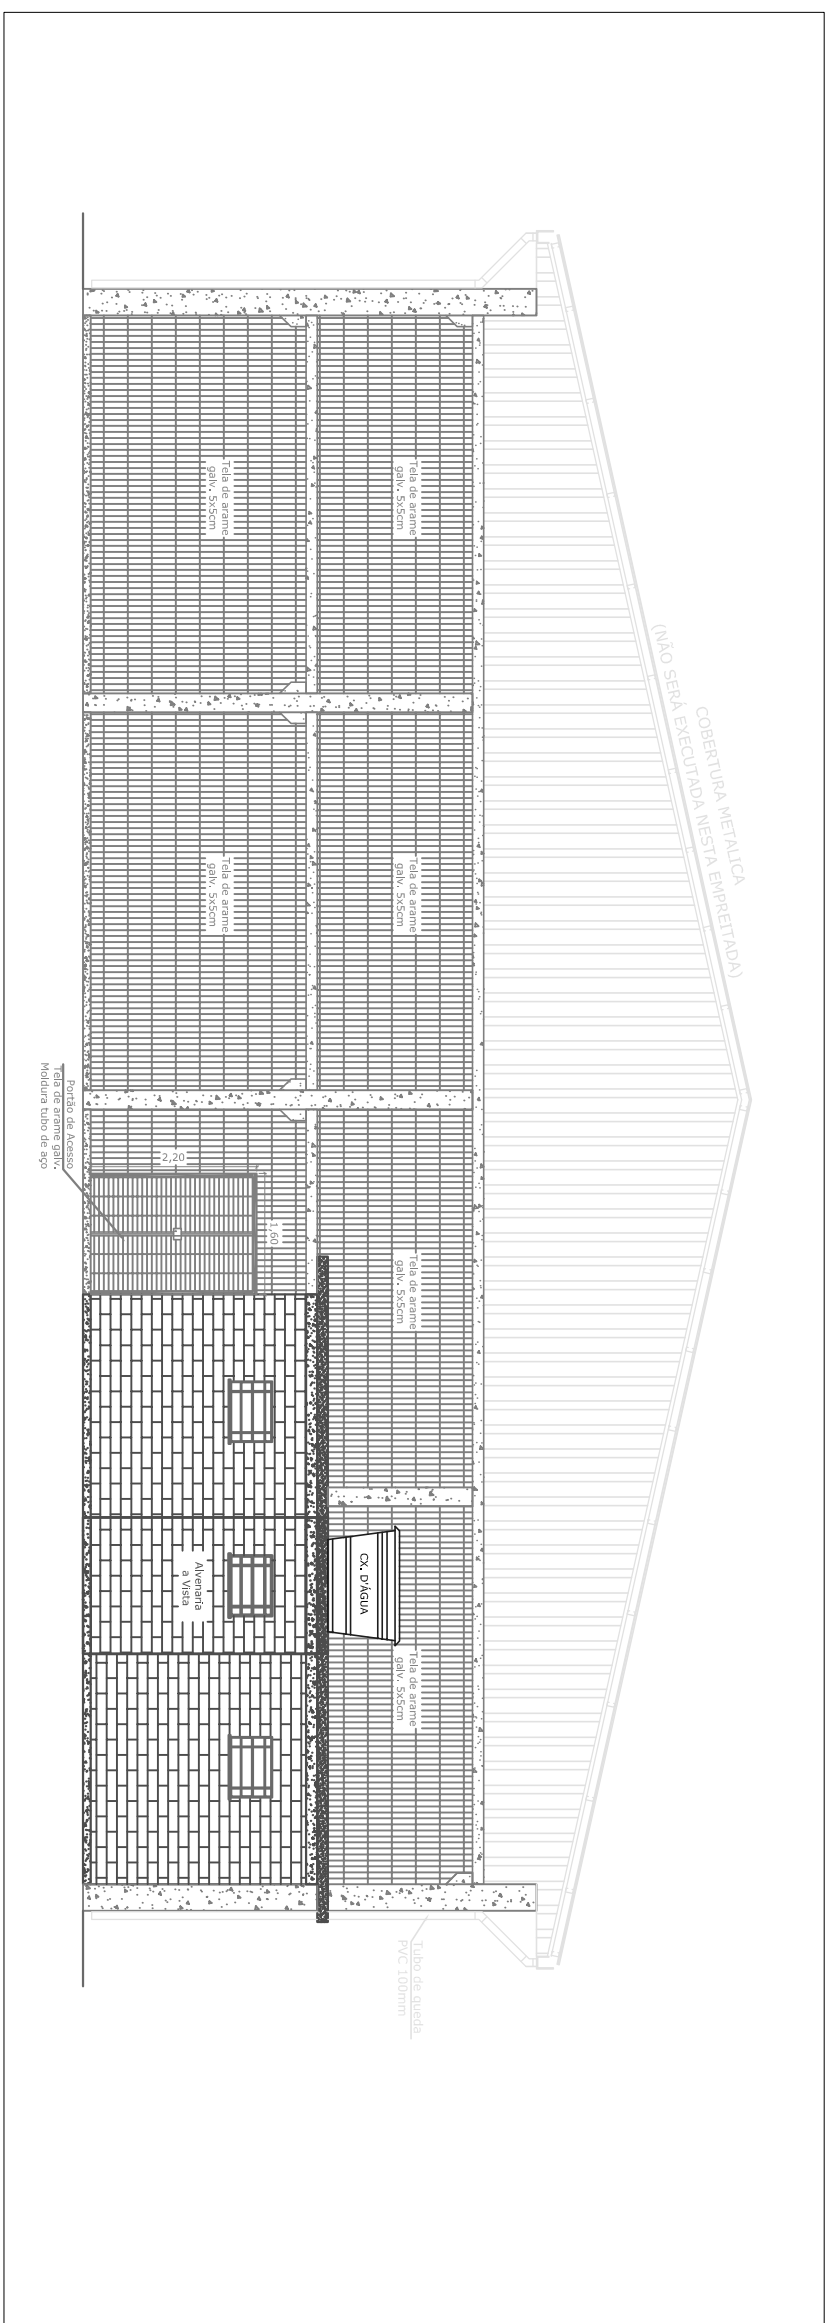 COBERTURA METALICA
(NÃO SERÁ EXECUTADA NESTA EMPREITADA)
Tela de arame
galv. 5x5cm
Tela de arame
galv. 5x5cm
Tela de arame
galv. 5x5cm
Tela de arame
galv. 5x5cm
Tubo de queda
PVC 100mm
CX. D'ÁGUA
Tela de arame
galv. 5x5cm
Tela de arame
galv. 5x5cm
1,60
2,20
Alvenaria
a Vista
Portão de Acesso
Tela de arame galv.
Moldura tubo de aço